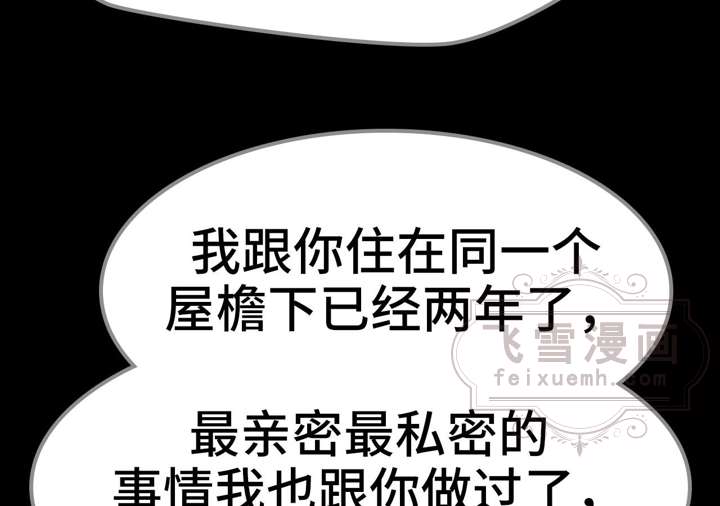 我跟你住在同一个
屋檐下已经两年了，
飞雪漫画
feixuemh.com
最亲密最私密的
事情我也跟你做过了，